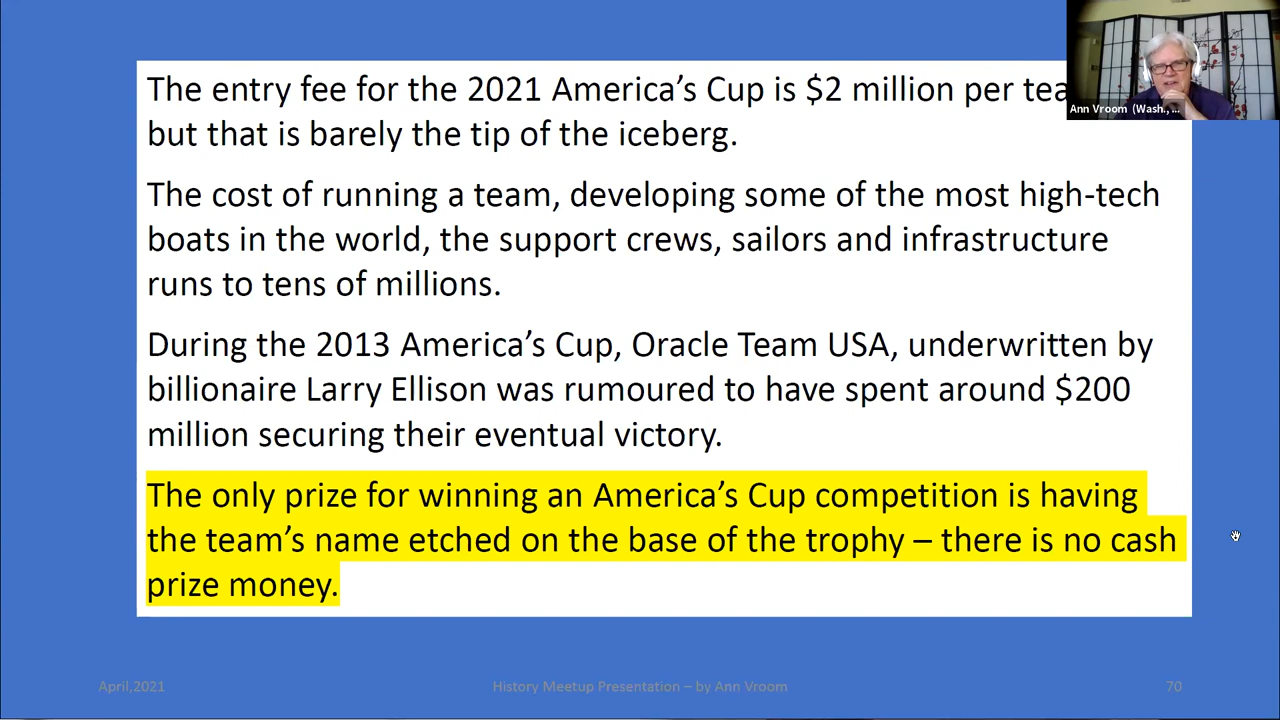 The entry fee for the 2021 America's Cup is $2 million per
but that is barely the tip of the iceberg.
The cost of running a team, developing some of the most high-tech
boats in the world, the support crews, sailors and infrastructure
runs to tens of millions.
During the 2013 America's Cup, Oracle Team USA, underwritten by
billionaire Larry Ellison was rumoured to have spent around $200
million securing their eventual victory.
The only prize for winning an America's Cup competition is having
the team's name etched on the base of the trophy – there is no cash
prize money.
Ann Vroom (Wash., ...
April,2021
History Meetup Presentation – by Ann Vroom
70